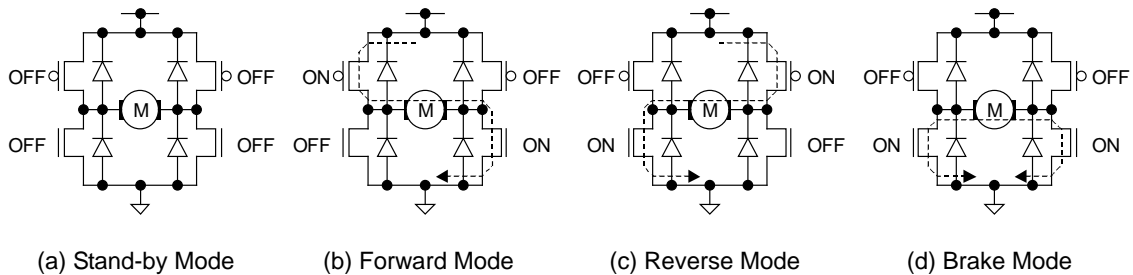 OFF OFF ON OFF OFF ON OFF OFF
M M M M
OFF OFF OFF ON ON OFF ON ON
(a) Stand-by Mode (b) Forward Mode (c) Reverse Mode (d) Brake Mode